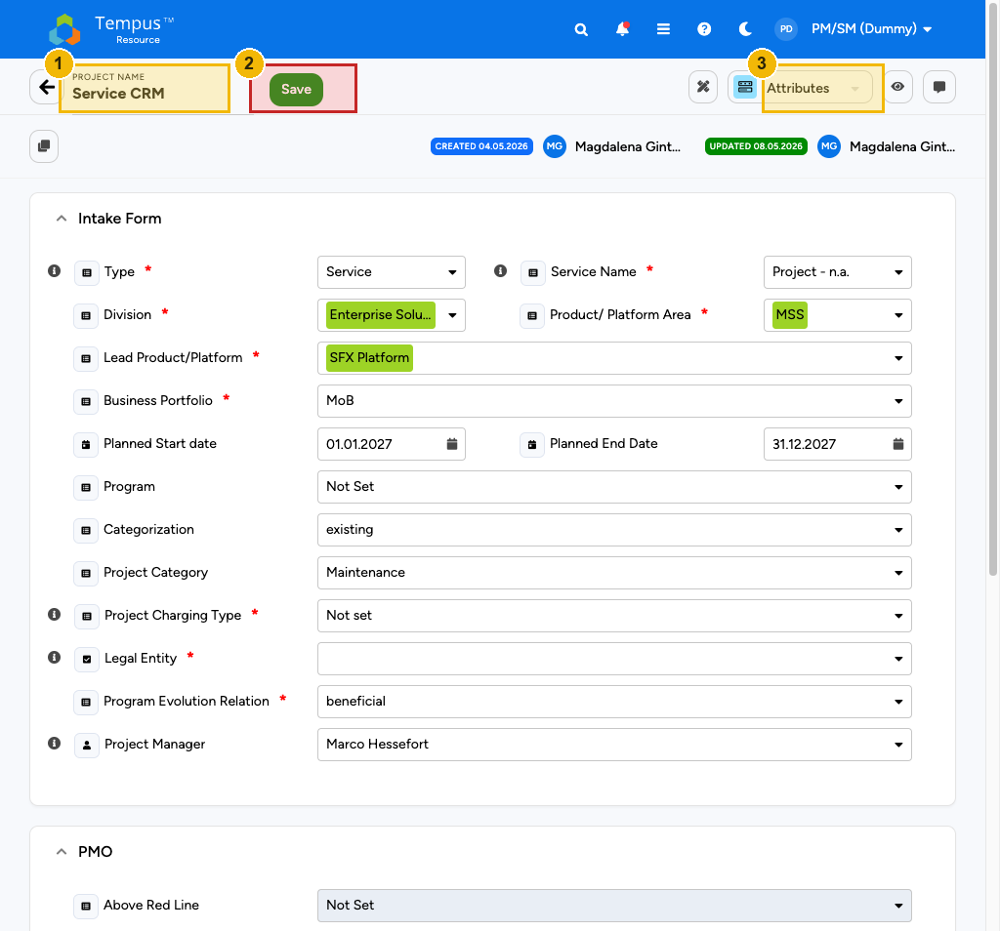 Tempus™
Resource
PD PM/SM (Dummy)
1 2 3
PROJECT NAME
Service CRM
Save
Attributes
CREATED 04.05.2026 MG Magdalena Gint... UPDATED 08.05.2026 MG Magdalena Gint...
Intake Form
Type * Service Service Name * Project - n.a.
Division * Enterprise Solu... Product/ Platform Area * MSS
Lead Product/Platform * SFX Platform
Business Portfolio * MoB
Planned Start date 01.01.2027 Planned End Date 31.12.2027
Program Not Set
Categorization existing
Project Category Maintenance
Project Charging Type * Not set
Legal Entity *
Program Evolution Relation * beneficial
Project Manager Marco Hessefort
PMO
Above Red Line Not Set